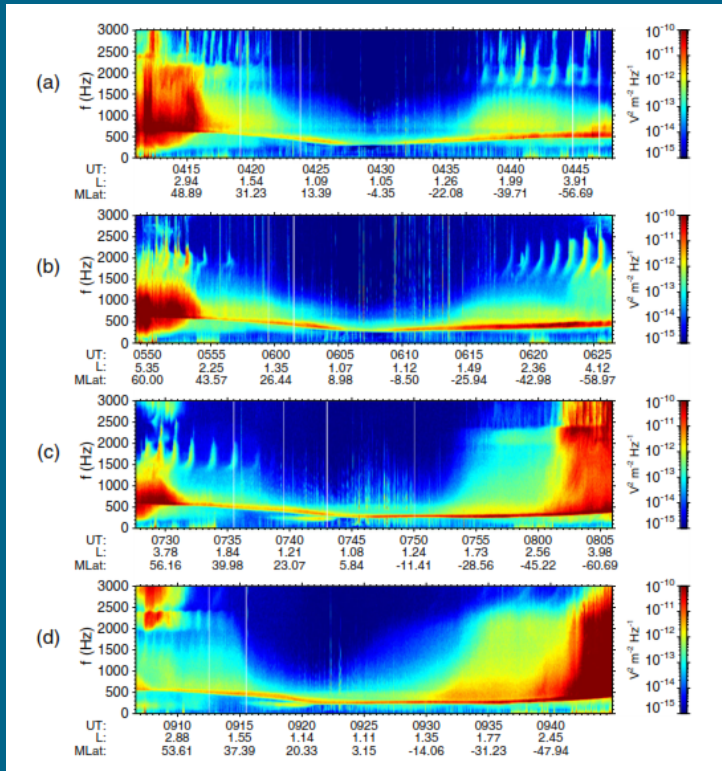 (a)
f (Hz)
3000
2500
2000
1500
1000
500
0
UT: 0415 0420 0425 0430 0435 0440 0445
L: 2.94 1.54 1.09 1.05 1.26 1.99 3.91
MLat: 48.89 31.23 13.39 -4.35 -22.08 -39.71 -56.69
10⁻¹⁰
10⁻¹¹
10⁻¹²
10⁻¹³
10⁻¹⁴
10⁻¹⁵
V² m⁻² Hz⁻¹
(b)
f (Hz)
3000
2500
2000
1500
1000
500
0
UT: 0550 0555 0600 0605 0610 0615 0620 0625
L: 5.35 2.25 1.35 1.07 1.12 1.49 2.36 4.12
MLat: 60.00 43.57 26.44 8.98 -8.50 -25.94 -42.98 -58.97
10⁻¹⁰
10⁻¹¹
10⁻¹²
10⁻¹³
10⁻¹⁴
10⁻¹⁵
V² m⁻² Hz⁻¹
(c)
f (Hz)
3000
2500
2000
1500
1000
500
0
UT: 0730 0735 0740 0745 0750 0755 0800 0805
L: 3.78 1.84 1.21 1.08 1.24 1.73 2.56 3.98
MLat: 56.16 39.98 23.07 5.84 -11.41 -28.56 -45.22 -60.69
10⁻¹⁰
10⁻¹¹
10⁻¹²
10⁻¹³
10⁻¹⁴
10⁻¹⁵
V² m⁻² Hz⁻¹
(d)
f (Hz)
3000
2500
2000
1500
1000
500
0
UT: 0910 0915 0920 0925 0930 0935 0940
L: 2.88 1.55 1.14 1.11 1.35 1.77 2.45
MLat: 53.61 37.39 20.33 3.15 -14.06 -31.23 -47.94
10⁻¹⁰
10⁻¹¹
10⁻¹²
10⁻¹³
10⁻¹⁴
10⁻¹⁵
V² m⁻² Hz⁻¹